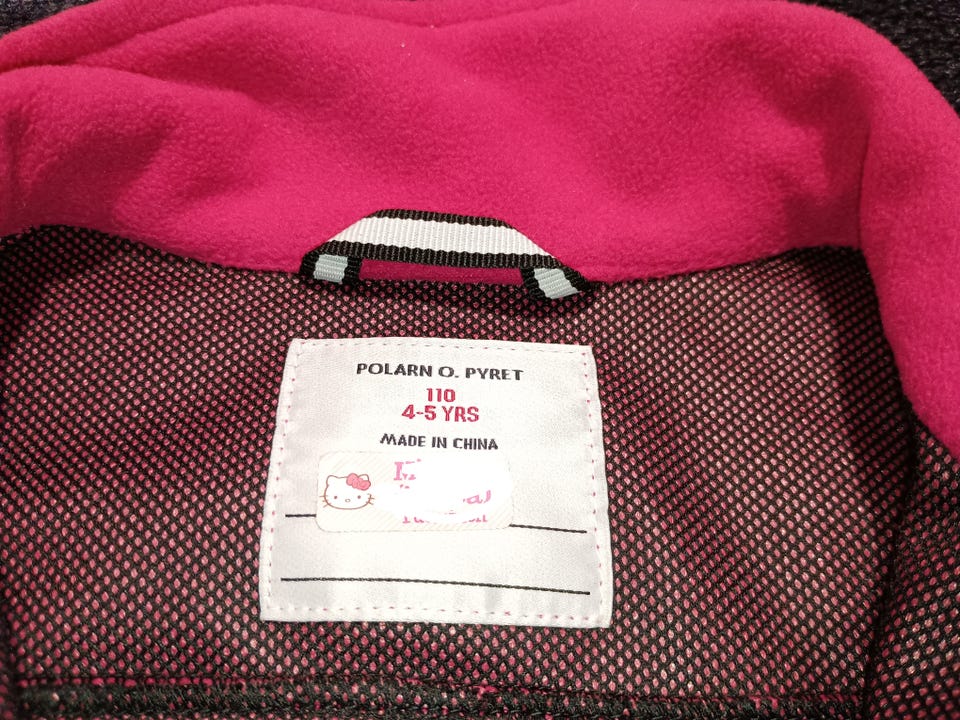 POLARN O. PYRET
110
4-5 YRS
MADE IN CHINA